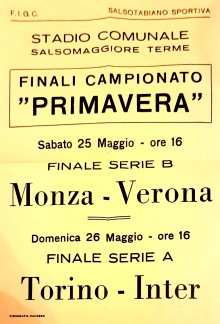 F.I.G.C. SALSOTABIANO SPORTIVA
STADIO COMUNALE
SALSOMAGGIORE TERME
FINALI CAMPIONATO
"PRIMAVERA"
Sabato 25 Maggio - ore 16
FINALE SERIE B
Monza - Verona
Domenica 26 Maggio - ore 16
FINALE SERIE A
Torino - Inter